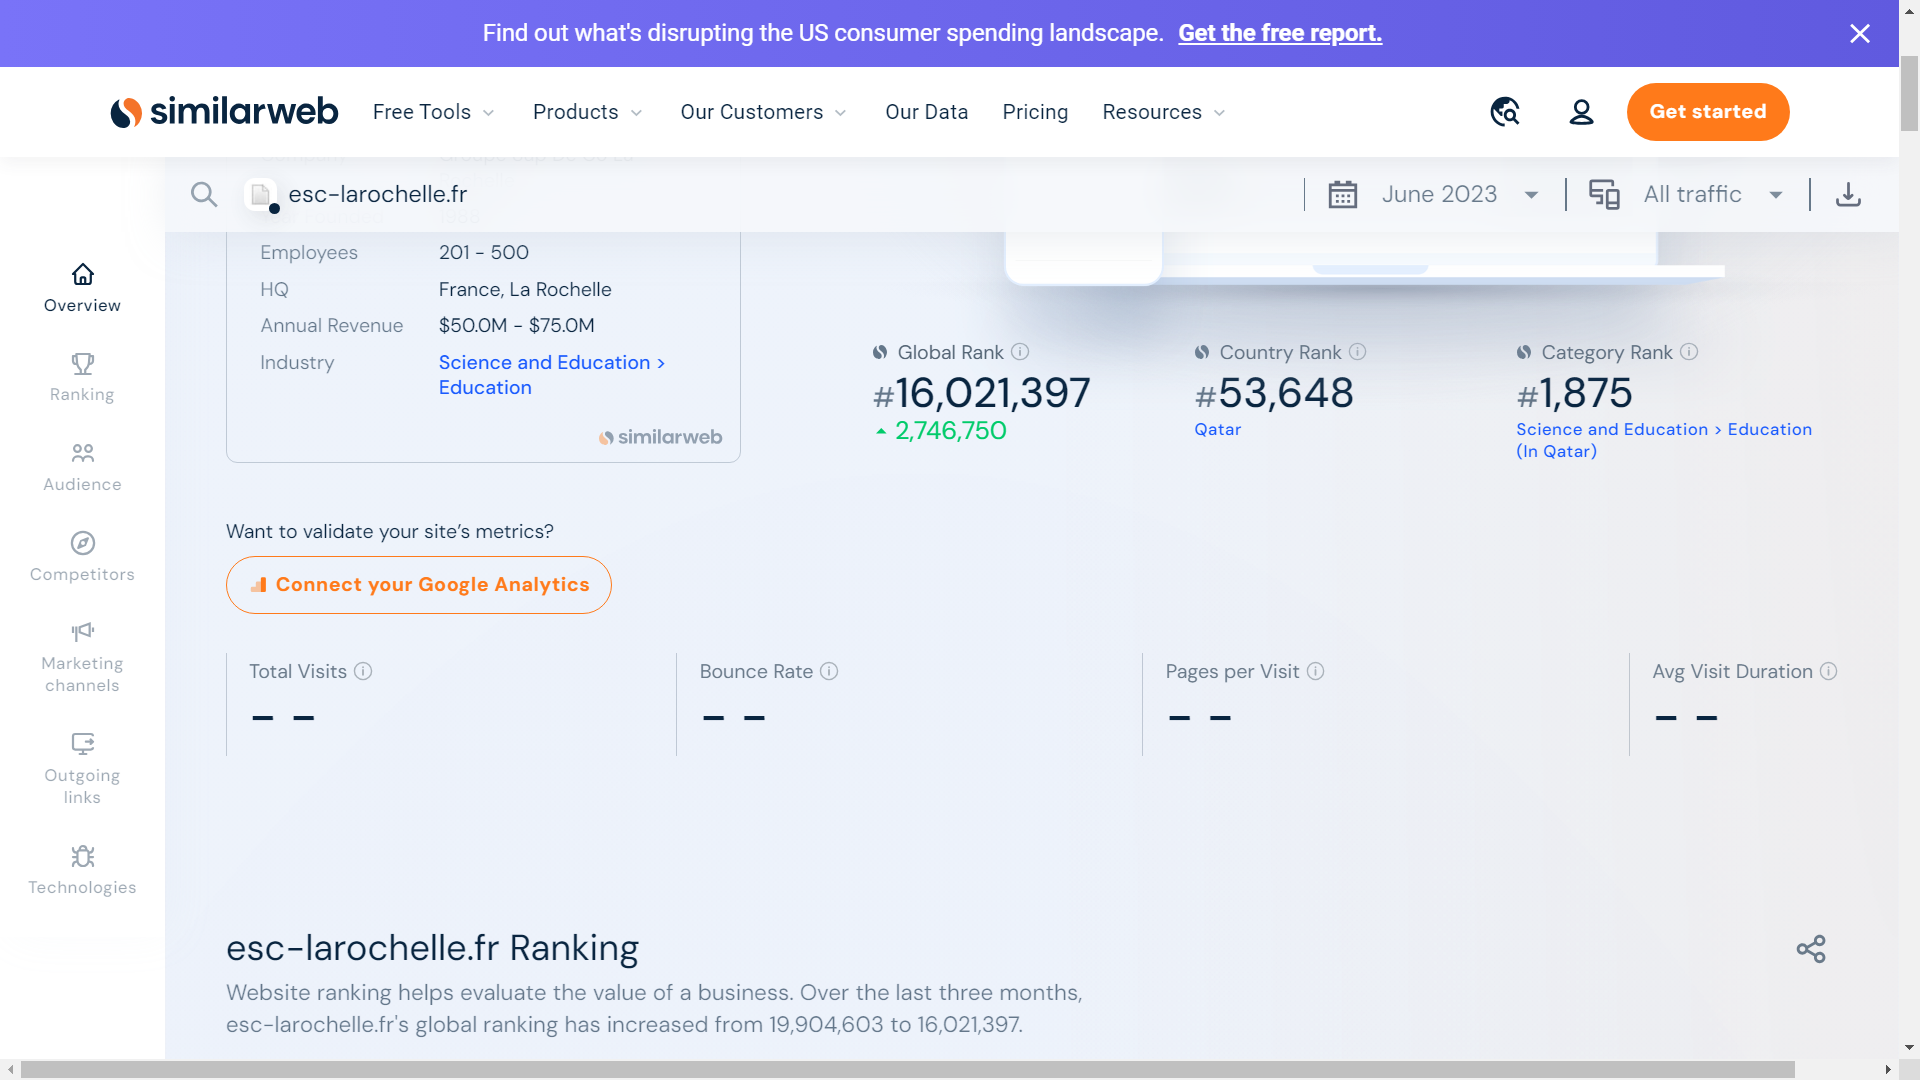 Find out what's disrupting the US consumer spending landscape. Get the free report.
similarweb
Free Tools
Products
Our Customers
Our Data
Pricing
Resources
Get started
esc-larochelle.fr
June 2023
All traffic
Overview
Ranking
Audience
Competitors
Marketing
channels
Outgoing
links
Technologies
Employees 201 - 500
HQ France, La Rochelle
Annual Revenue $50.0M - $75.0M
Industry Science and Education >
Education
similarweb
Global Rank
#16,021,397
2,746,750
Country Rank
#53,648
Qatar
Category Rank
#1,875
Science and Education > Education
(In Qatar)
Want to validate your site’s metrics?
Connect your Google Analytics
Total Visits
– –
Bounce Rate
– –
Pages per Visit
– –
Avg Visit Duration
– –
esc-larochelle.fr Ranking
Website ranking helps evaluate the value of a business. Over the last three months,
esc-larochelle.fr's global ranking has increased from 19,904,603 to 16,021,397.